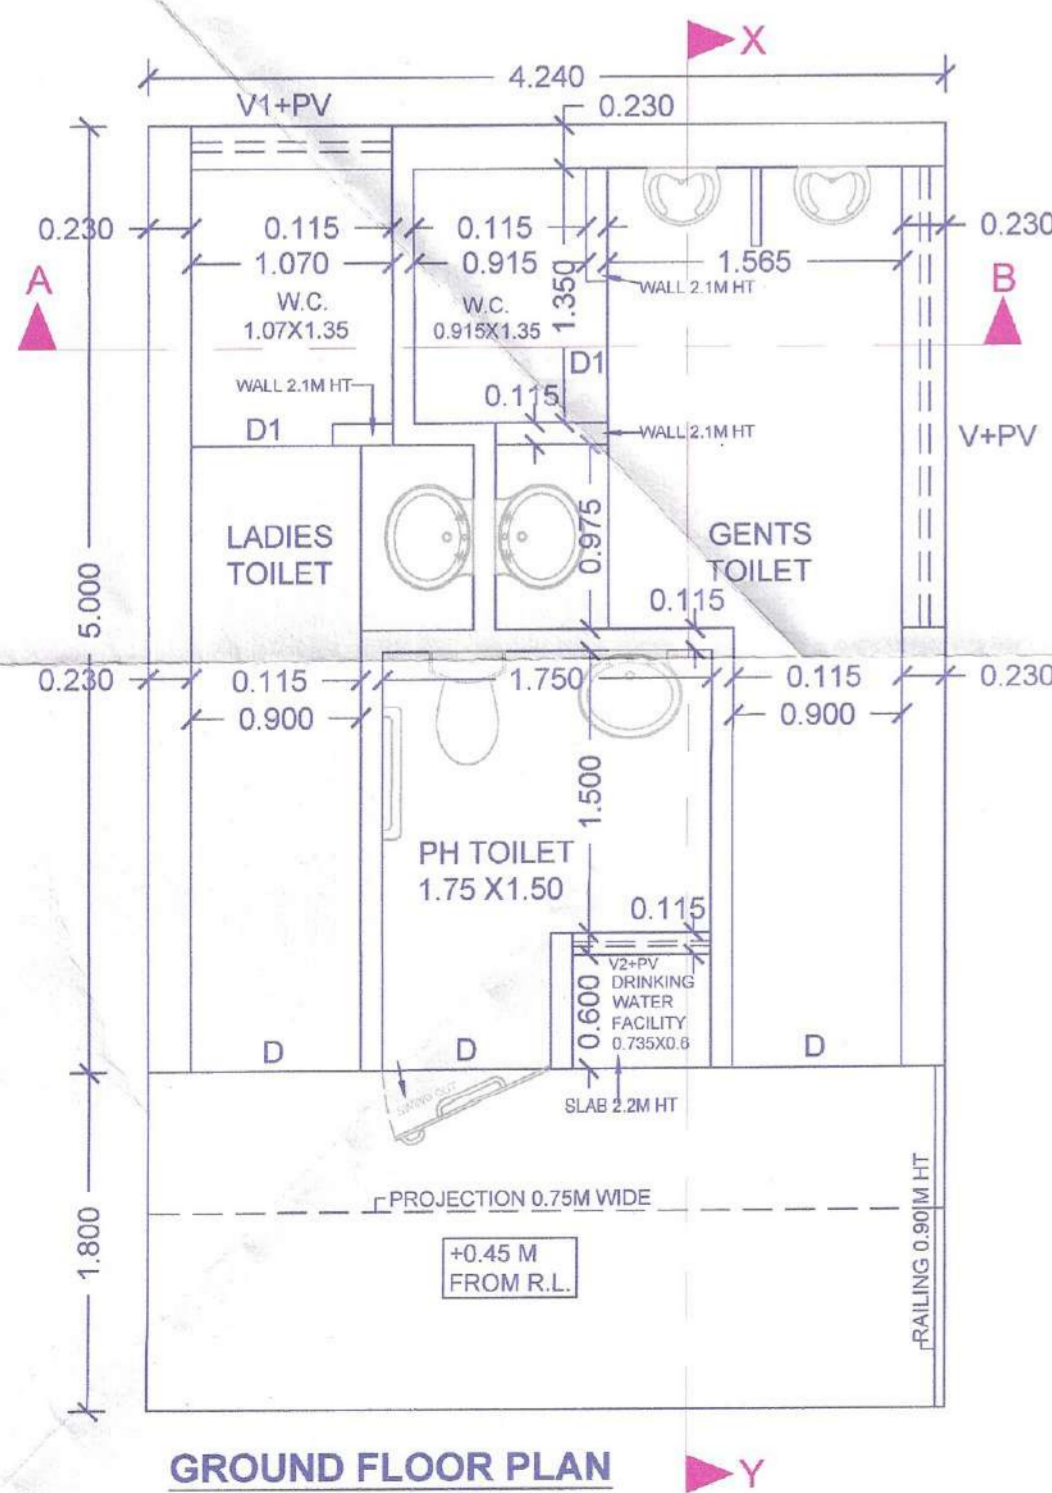 X
4.240
V1+PV
0.230
0.230
0.115
0.115
0.230
1.070
0.915
1.565
A
B
W.C.
1.07X1.35
W.C.
0.915X1.35
1.350
WALL 2.1M HT
D1
WALL 2.1M HT
0.115
D1
WALL 2.1M HT
V+PV
LADIES
TOILET
0.975
GENTS
TOILET
5.000
0.115
0.230
0.115
1.750
0.115
0.230
0.900
0.900
1.500
PH TOILET
1.75 X1.50
0.115
V2+PV
DRINKING
WATER
FACILITY
0.735X0.6
0.600
D
D
D
SWING OUT
SLAB 2.2M HT
PROJECTION 0.75M WIDE
1.800
+0.45 M
FROM R.L.
RAILING 0.90 M HT
GROUND FLOOR PLAN
Y